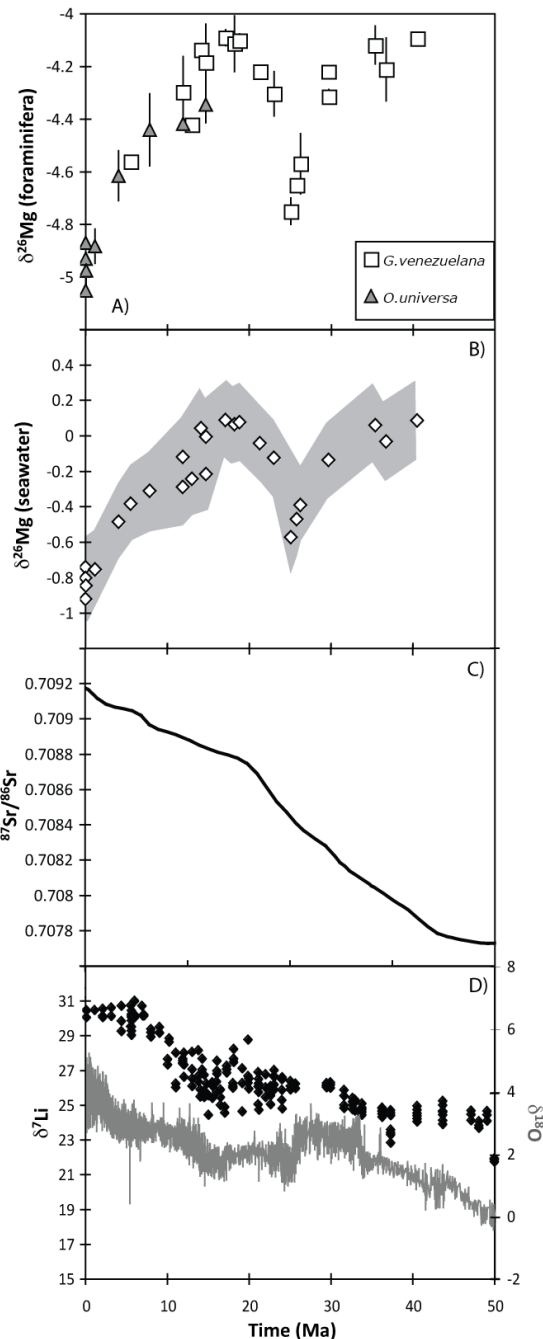 -4
-4.2
-4.4
-4.6
-4.8
-5
δ26Mg (foraminifera)
A)
G.venezuelana
O.universa
B)
0.4
0.2
0
-0.2
-0.4
-0.6
-0.8
-1
δ26Mg (seawater)
C)
0.7092
0.709
0.7088
0.7086
0.7084
0.7082
0.708
0.7078
87Sr/86Sr
D)
31
29
27
25
23
21
19
17
15
δ7Li
8
6
4
2
0
-2
δ18O
0 10 20 30 40 50
Time (Ma)